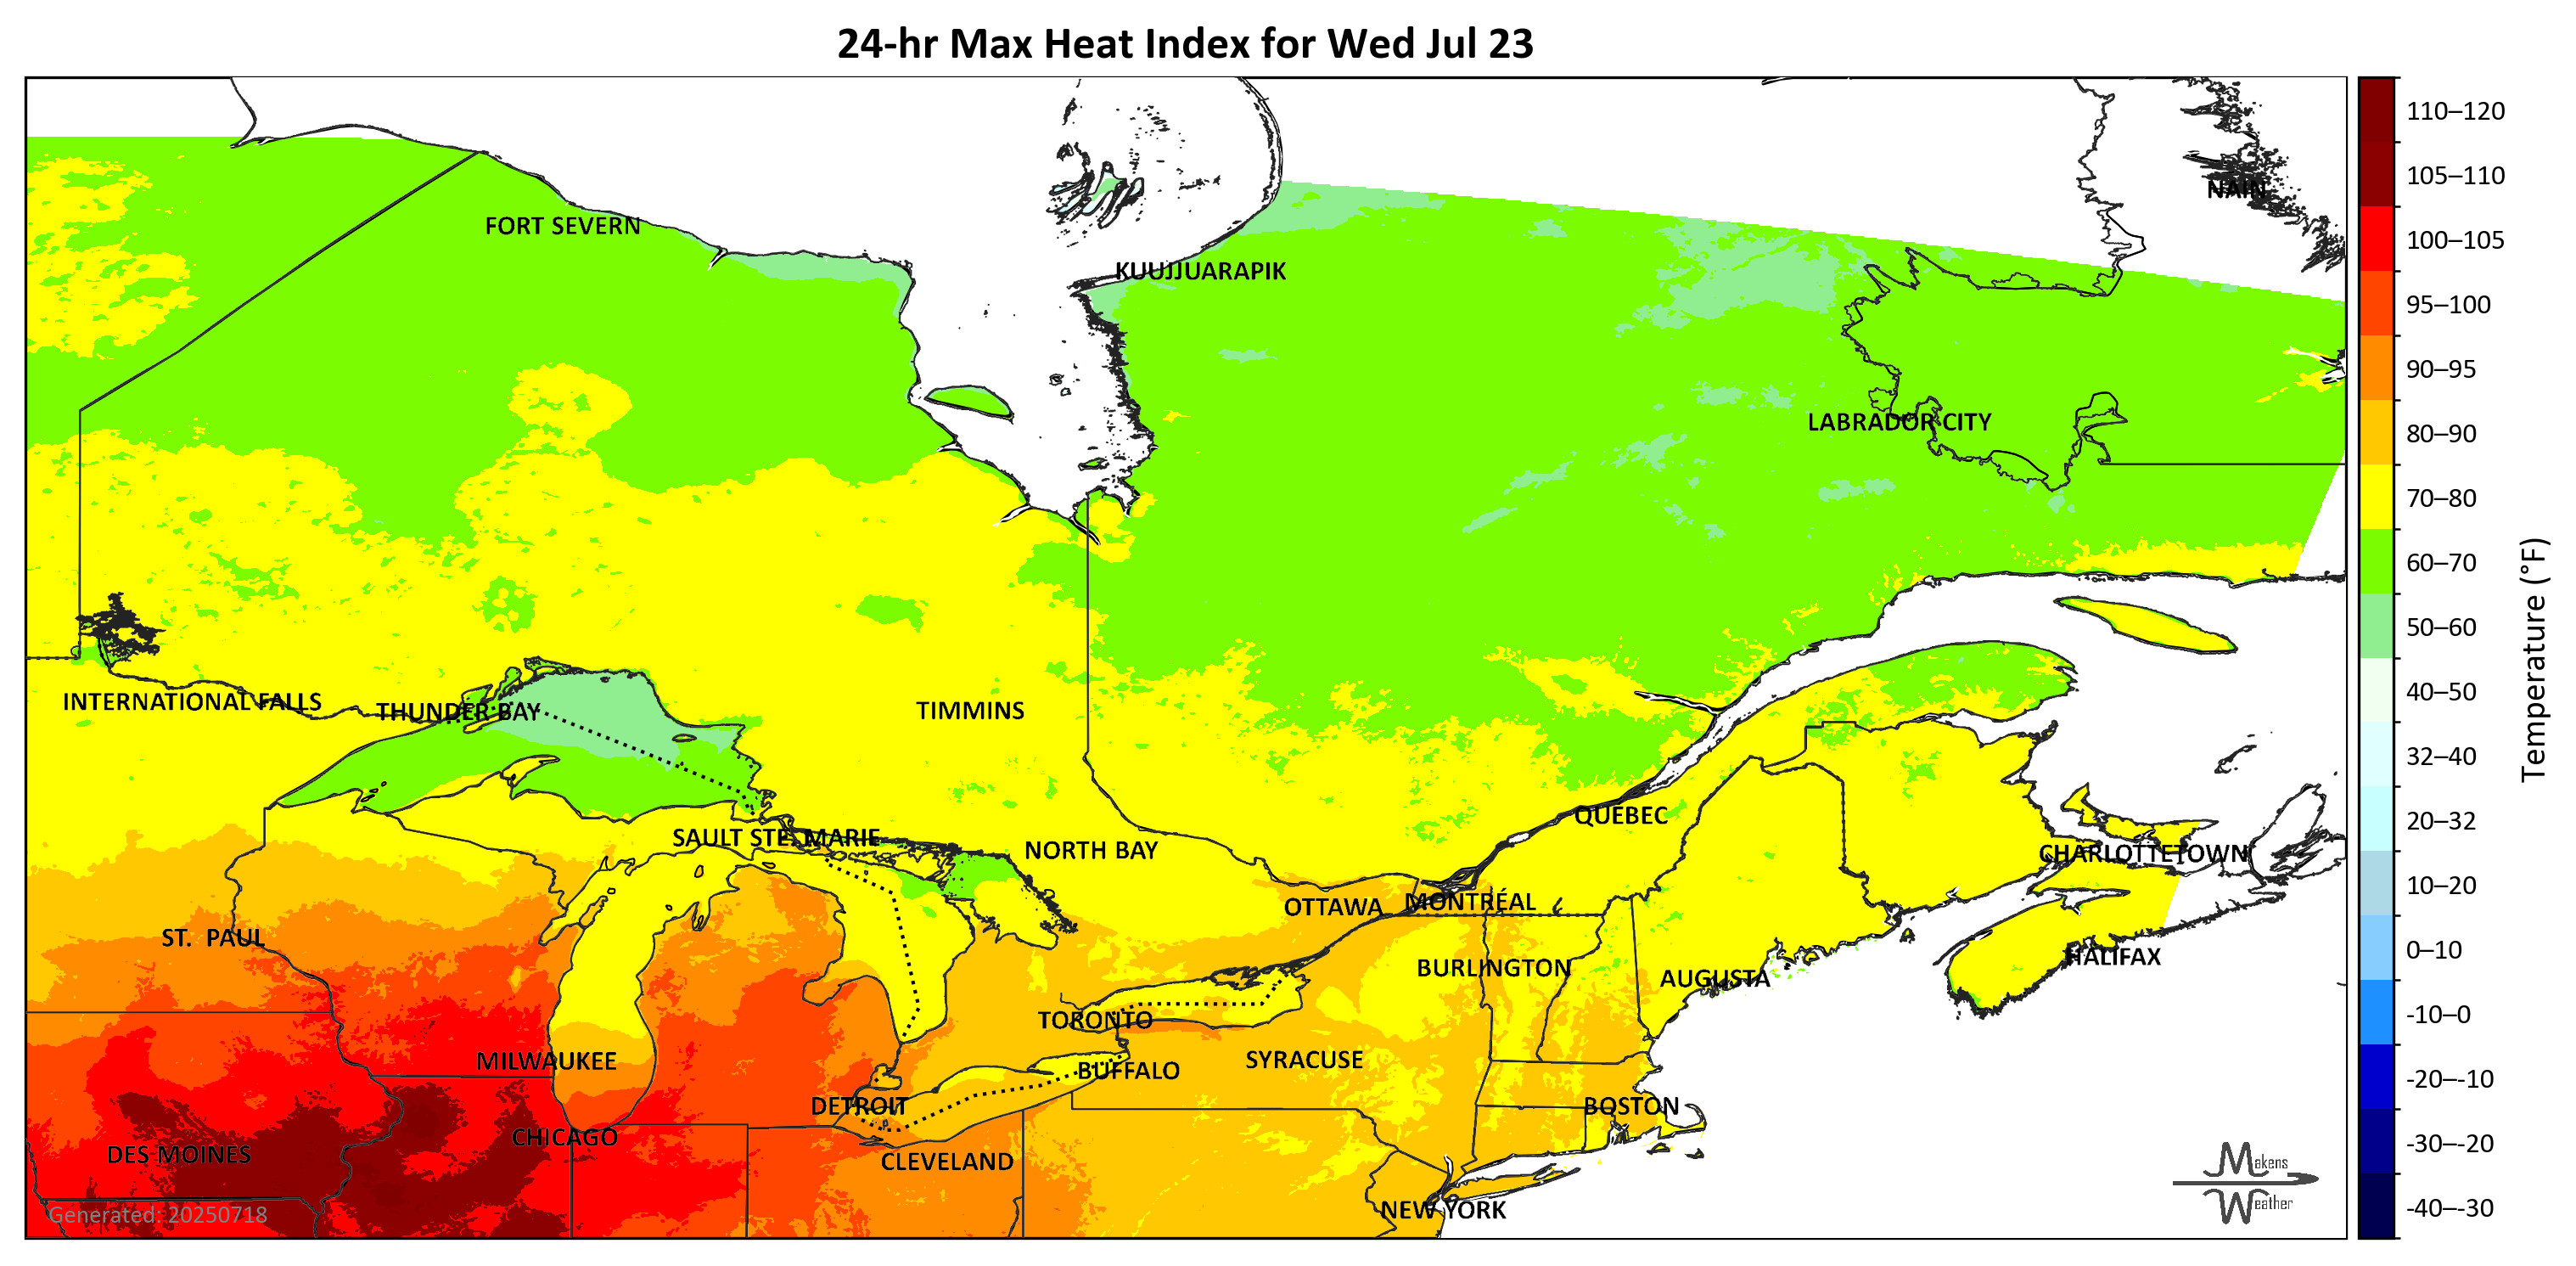 24-hr Max Heat Index for Wed Jul 23
NAIN
FORT SEVERN
KUUJJUARAPIK
LABRADOR CITY
INTERNATIONAL FALLS
THUNDER BAY
TIMMINS
QUÉBEC
SAULT STE. MARIE
NORTH BAY
CHARLOTTETOWN
OTTAWA
MONTRÉAL
ST. PAUL
HALIFAX
BURLINGTON
AUGUSTA
TORONTO
MILWAUKEE
SYRACUSE
BUFFALO
DETROIT
BOSTON
CHICAGO
DES MOINES
CLEVELAND
NEW YORK
Generated: 20250718
Makens
Weather
110–120
105–110
100–105
95–100
90–95
80–90
70–80
60–70
50–60
40–50
32–40
20–32
10–20
0–10
-10–0
-20–-10
-30–-20
-40–-30
Temperature (°F)